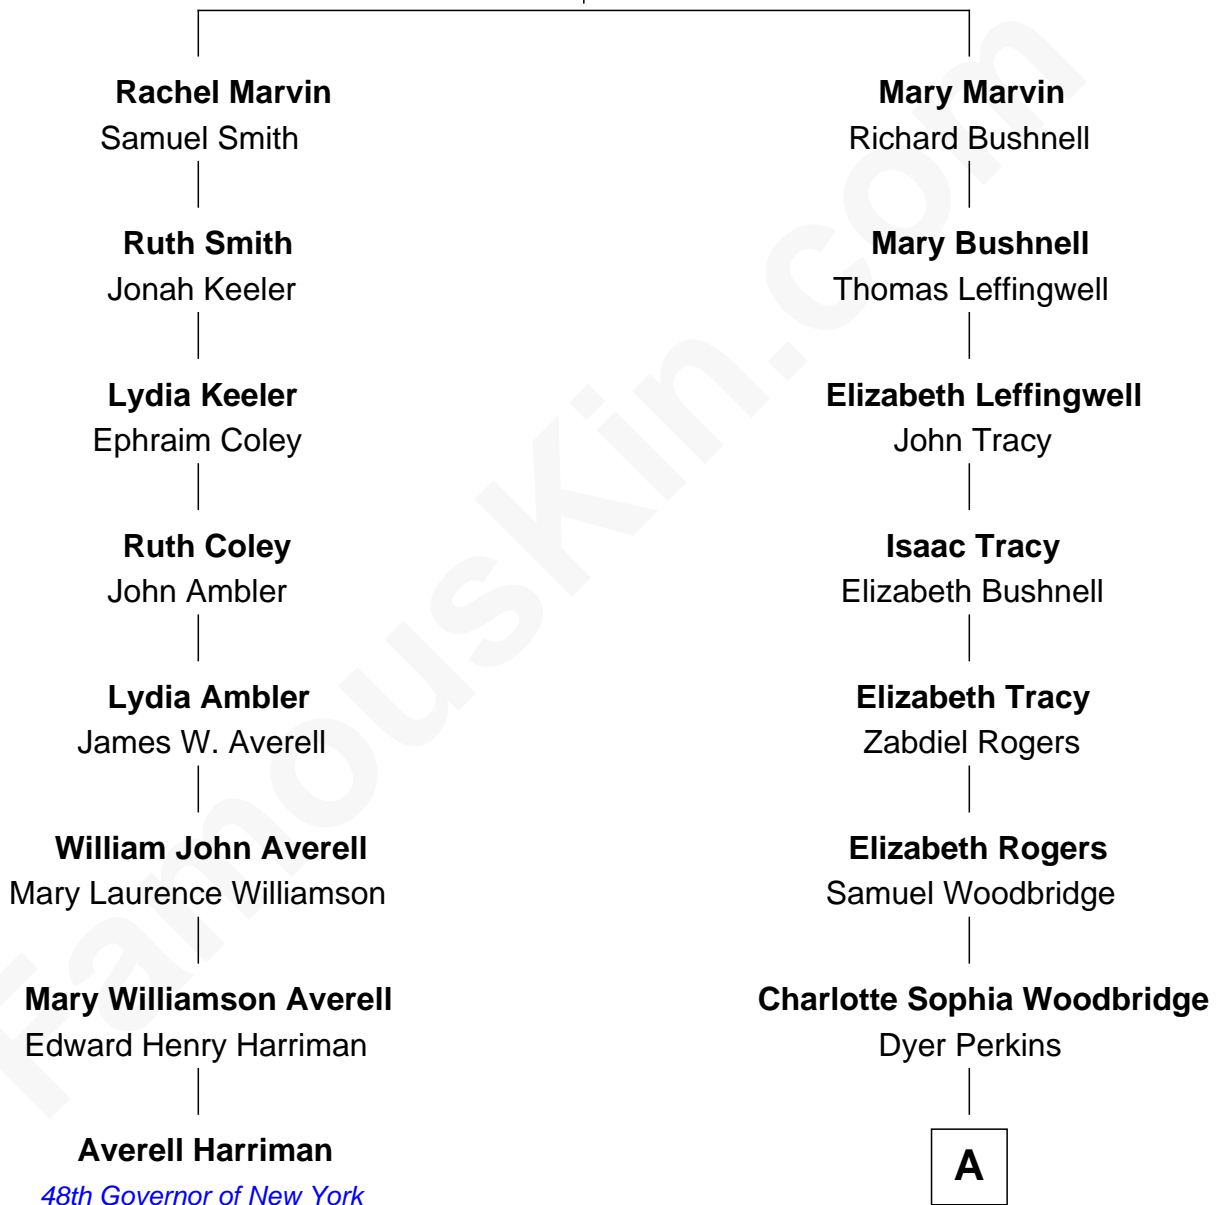 Rachel Marvin
Samuel Smith
Ruth Smith
Jonah Keeler
Lydia Keeler
Ephraim Coley
Ruth Coley
John Ambler
Lydia Ambler
James W. Averell
William John Averell
Mary Laurence Williamson
Mary Williamson Averell
Edward Henry Harriman
Averell Harriman
48th Governor of New York
Mary Marvin
Richard Bushnell
Mary Bushnell
Thomas Leffingwell
Elizabeth Leffingwell
John Tracy
Isaac Tracy
Elizabeth Bushnell
Elizabeth Tracy
Zabdiel Rogers
Elizabeth Rogers
Samuel Woodbridge
Charlotte Sophia Woodbridge
Dyer Perkins
A
FamousKin.com